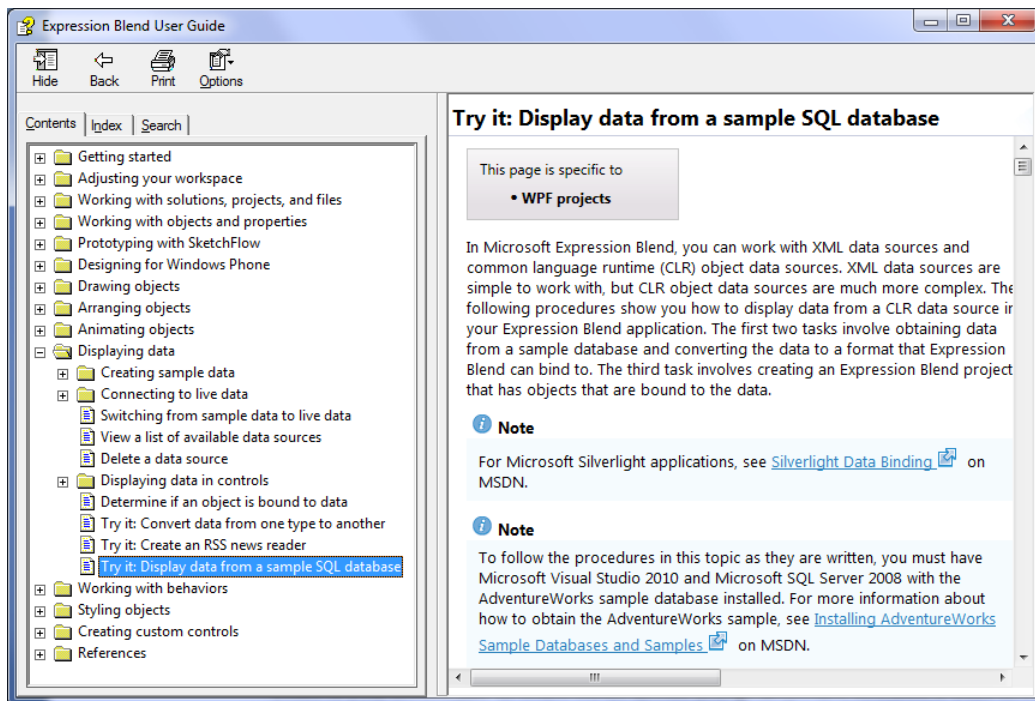 Expression Blend User Guide
Hide Back Print Options
Contents Index Search
Getting started
Adjusting your workspace
Working with solutions, projects, and files
Working with objects and properties
Prototyping with SketchFlow
Designing for Windows Phone
Drawing objects
Arranging objects
Animating objects
Displaying data
Creating sample data
Connecting to live data
Switching from sample data to live data
View a list of available data sources
Delete a data source
Displaying data in controls
Determine if an object is bound to data
Try it: Convert data from one type to another
Try it: Create an RSS news reader
Try it: Display data from a sample SQL database
Working with behaviors
Styling objects
Creating custom controls
References
Try it: Display data from a sample SQL database
This page is specific to
• WPF projects
In Microsoft Expression Blend, you can work with XML data sources and
common language runtime (CLR) object data sources. XML data sources are
simple to work with, but CLR object data sources are much more complex. The
following procedures show you how to display data from a CLR data source in
your Expression Blend application. The first two tasks involve obtaining data
from a sample database and converting the data to a format that Expression
Blend can bind to. The third task involves creating an Expression Blend project
that has objects that are bound to the data.
Note
For Microsoft Silverlight applications, see Silverlight Data Binding on
MSDN.
Note
To follow the procedures in this topic as they are written, you must have
Microsoft Visual Studio 2010 and Microsoft SQL Server 2008 with the
AdventureWorks sample database installed. For more information about
how to obtain the AdventureWorks sample, see Installing AdventureWorks
Sample Databases and Samples on MSDN.